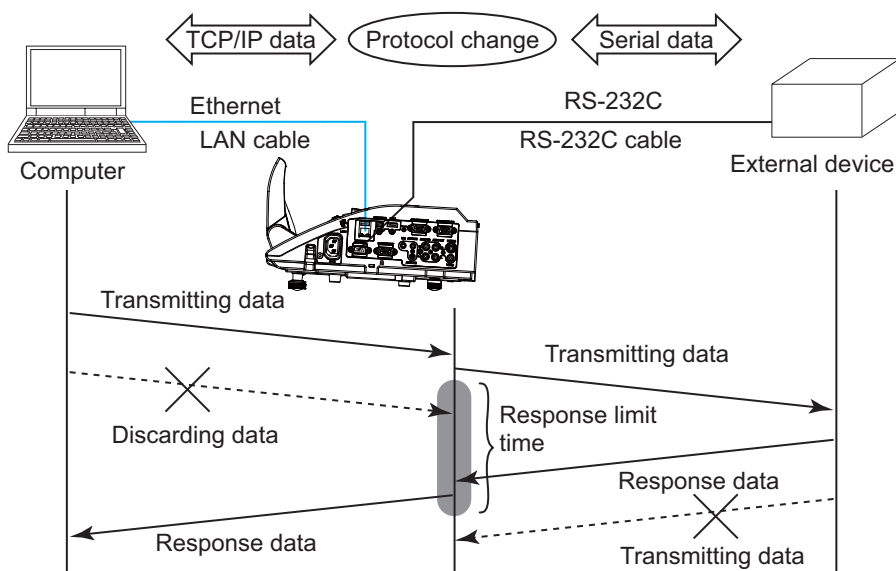 TCP/IP data
Protocol change
Serial data
Ethernet
LAN cable
RS-232C
RS-232C cable
Computer
External device
Transmitting data
Transmitting data
Discarding data
Response limit
time
Response data
Response data
Transmitting data